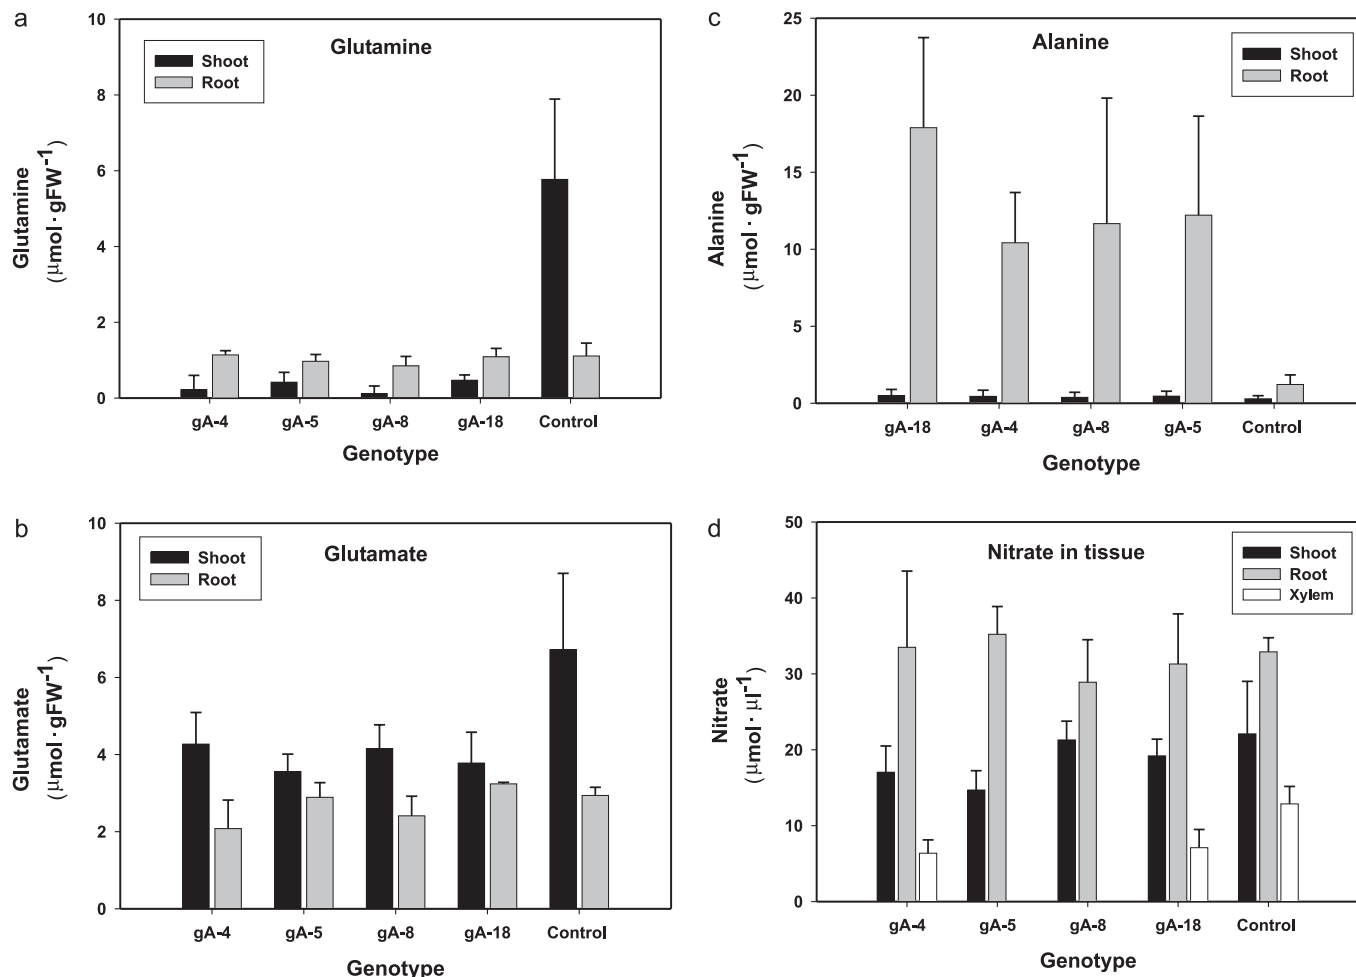 a
Glutamine
Shoot
Root
10
8
6
4
2
0
Glutamine
(μmol · gFW⁻¹)
gA-4 gA-5 gA-8 gA-18 Control
Genotype
c
Alanine
Shoot
Root
25
20
15
10
5
0
Alanine
(μmol · gFW⁻¹)
gA-18 gA-4 gA-8 gA-5 Control
Genotype
b
Glutamate
Shoot
Root
10
8
6
4
2
0
Glutamate
(μmol · gFW⁻¹)
gA-4 gA-5 gA-8 gA-18 Control
Genotype
d
Nitrate in tissue
Shoot
Root
Xylem
50
40
30
20
10
0
Nitrate
(μmol · μl⁻¹)
gA-4 gA-5 gA-8 gA-18 Control
Genotype